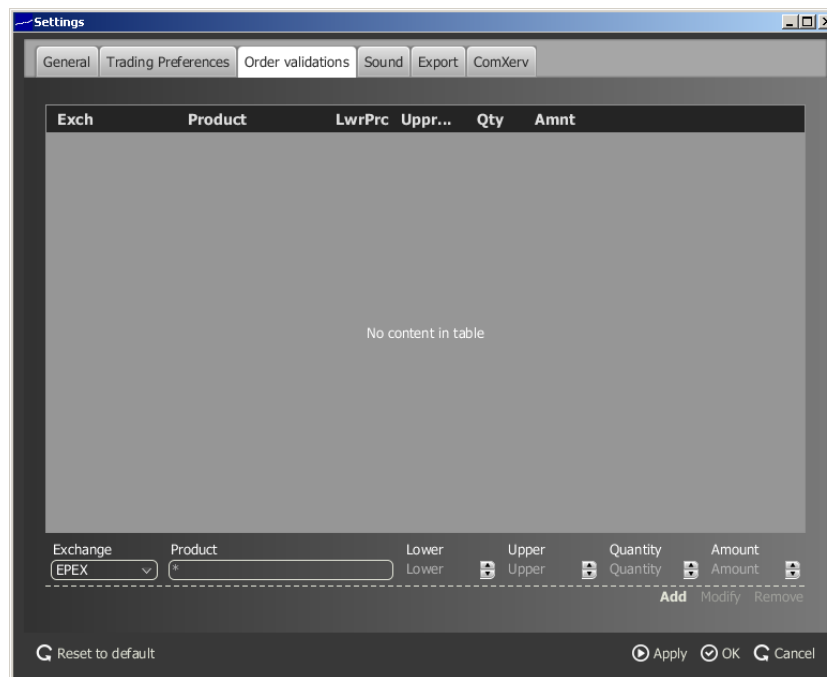 Settings
General Trading Preferences Order validations Sound Export ComXerv
Exch Product LwrPrc Uppr... Qty Amnt
No content in table
Exchange Product Lower Upper Quantity Amount
EPEX * Lower Upper Quantity Amount
Add Modify Remove
Reset to default Apply OK Cancel